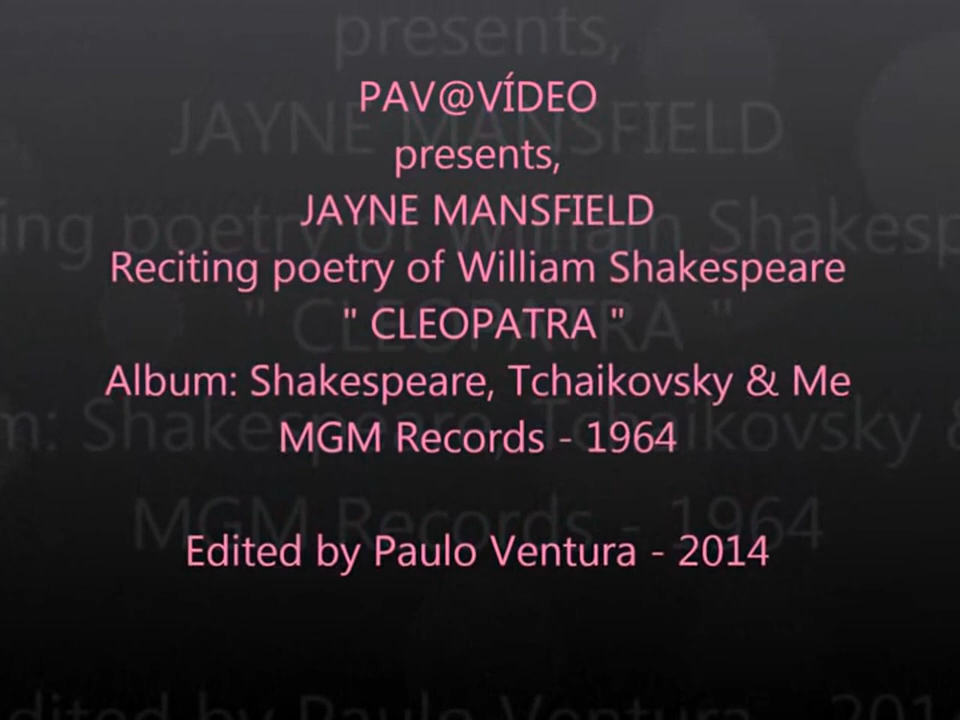 PAV@VÍDEO
presents,
JAYNE MANSFIELD
Reciting poetry of William Shakespeare
" CLEOPATRA "
Album: Shakespeare, Tchaikovsky & Me
MGM Records - 1964
Edited by Paulo Ventura - 2014